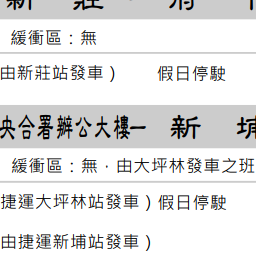 新 莊
緩衝區：無
由新莊站發車） 假日停駛
央合署辦公大樓─ 新 埔
緩衝區：無，由大坪林發車之班
捷運大坪林站發車）假日停駛
由捷運新埔站發車）